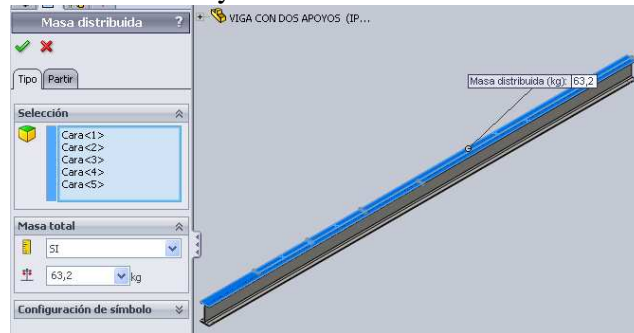 Masa distribuida ?
VIGA CON DOS APOYOS (IP...
Tipo Partir
Masa distribuida (kg): 63,2
Selección
Cara<1>
Cara<2>
Cara<3>
Cara<4>
Cara<5>
Masa total
SI
63,2 kg
Configuración de símbolo